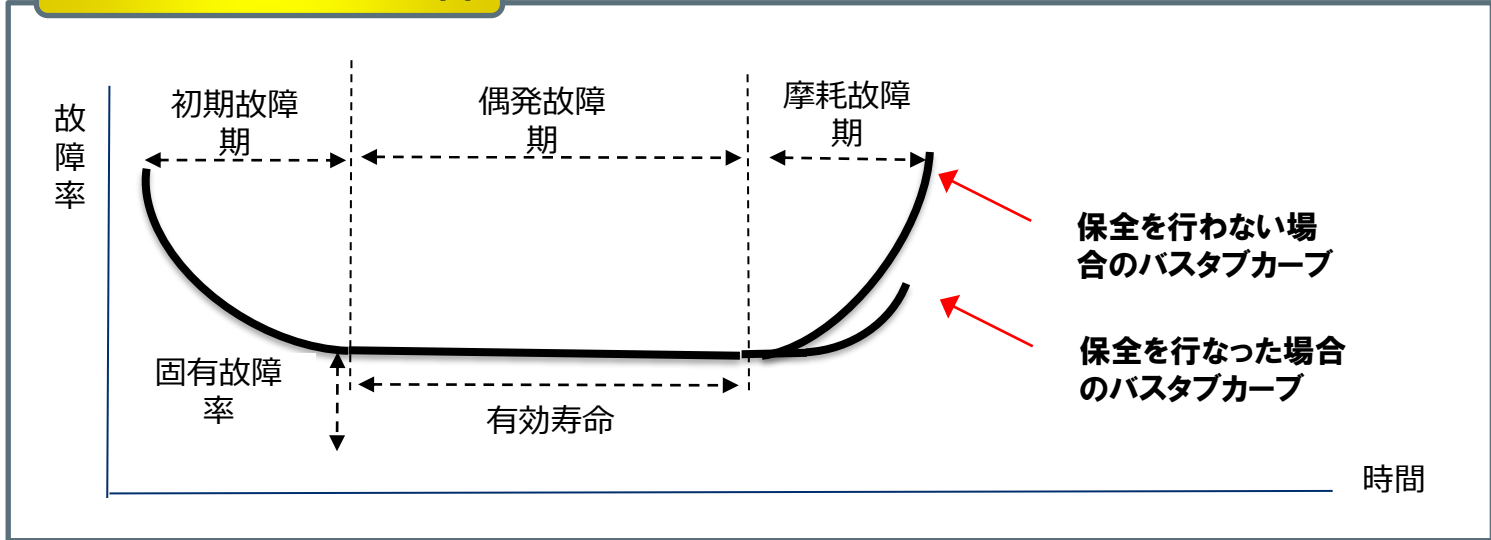 故
障
率
初期故障
期
偶発故障
期
摩耗故障
期
保全を行わない場
合のバスタブカーブ
保全を行なった場合
のバスタブカーブ
固有故障
率
有効寿命
時間